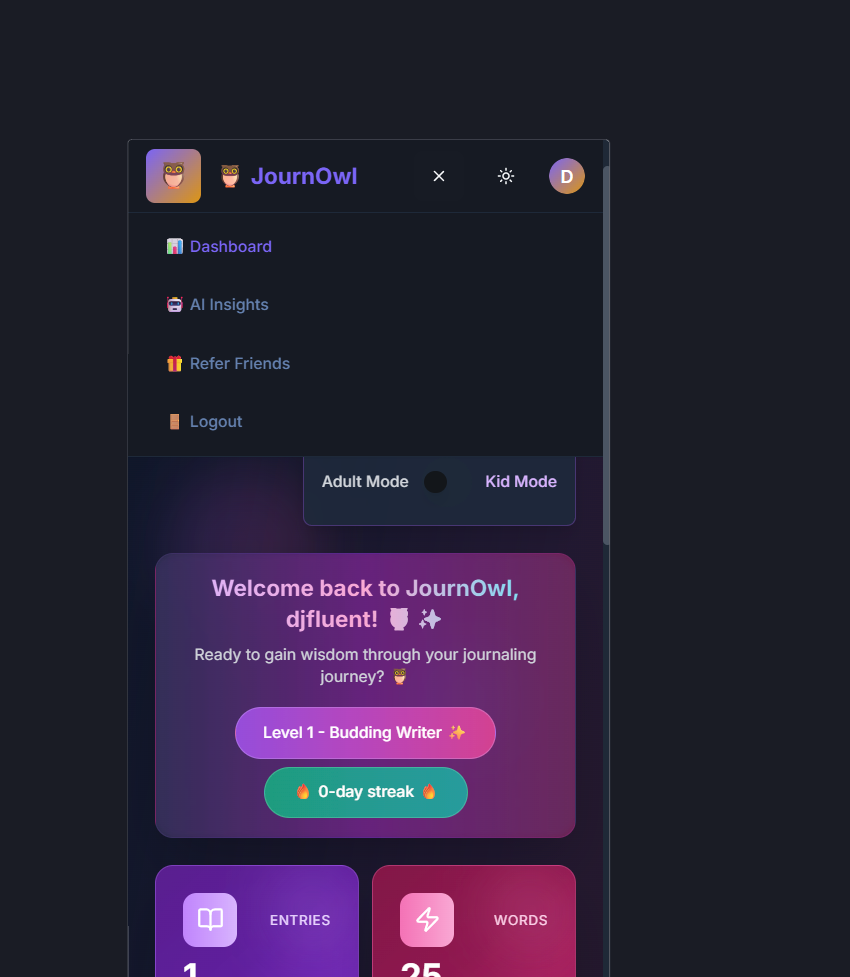 🦉 JournOwl
D
📊 Dashboard
🤖 AI Insights
🎁 Refer Friends
🚪 Logout
Adult Mode Kid Mode
Welcome back to JournOwl,
djfluent! 🦉 ✨
Ready to gain wisdom through your journaling
journey? 🦉
Level 1 - Budding Writer ✨
🔥 0-day streak 🔥
ENTRIES WORDS
1 25